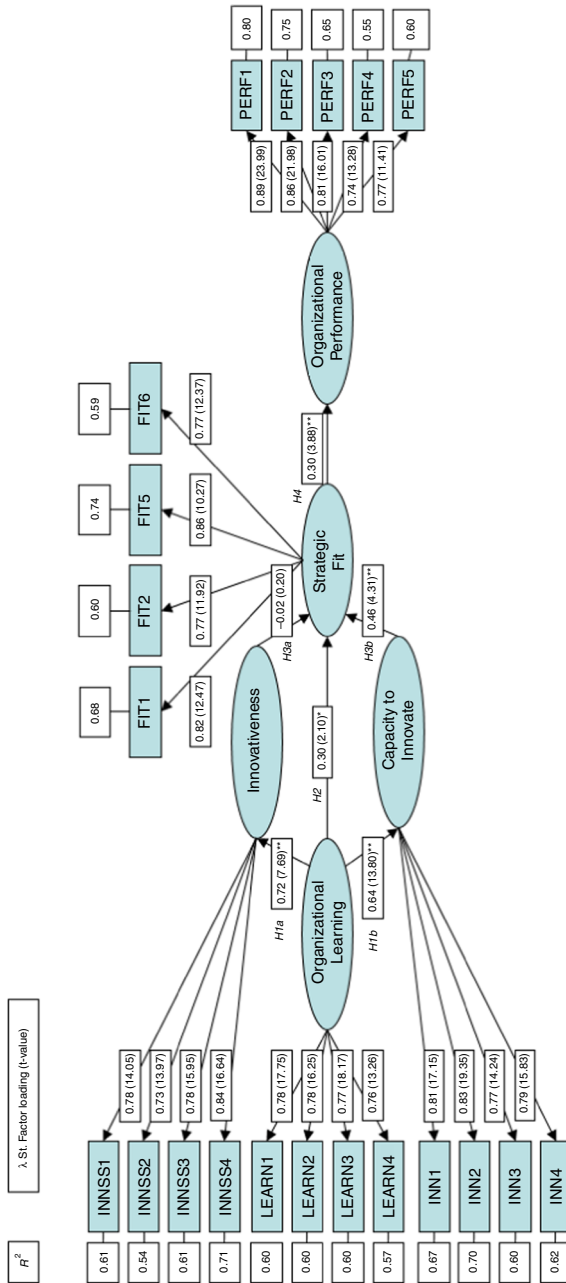 R²
λ St. Factor loading (t-value)
0.61
INNSS1
0.78 (14.05)
0.54
INNSS2
0.73 (13.97)
0.61
INNSS3
0.78 (15.95)
0.71
INNSS4
0.84 (16.64)
0.60
LEARN1
0.78 (17.75)
0.60
LEARN2
0.78 (16.25)
0.60
LEARN3
0.77 (18.17)
0.57
LEARN4
0.76 (13.26)
0.67
INN1
0.81 (17.15)
0.70
INN2
0.83 (19.35)
0.60
INN3
0.77 (14.24)
0.62
INN4
0.79 (15.83)
Organizational
Learning
H1a
0.72 (7.69)**
H1b
0.64 (13.80)**
H2
0.30 (2.10)*
Innovativeness
Capacity to
Innovate
H3a
–0.02 (0.20)
H3b
0.46 (4.31)**
0.68
0.60
0.74
0.59
FIT1
FIT2
FIT5
FIT6
0.82 (12.47)
0.77 (11.92)
0.86 (10.27)
0.77 (12.37)
Strategic
Fit
H4
0.30 (3.88)**
Organizational
Performance
0.89 (23.99)
PERF1
0.80
0.86 (21.98)
PERF2
0.75
0.81 (16.01)
PERF3
0.65
0.74 (13.28)
PERF4
0.55
0.77 (11.41)
PERF5
0.60